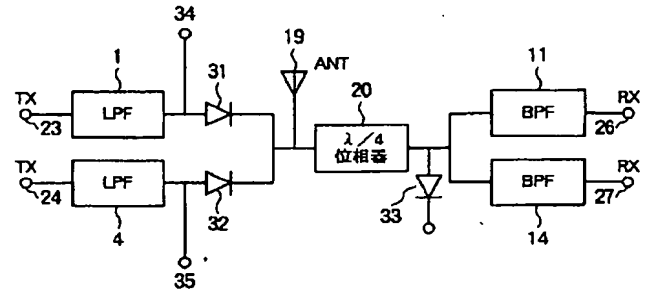 34
19
1
31
ANT
11
20
TX
LPF
λ/4
位相器
BPF
RX
23
26
TX
LPF
BPF
RX
24
32
33
27
4
14
35